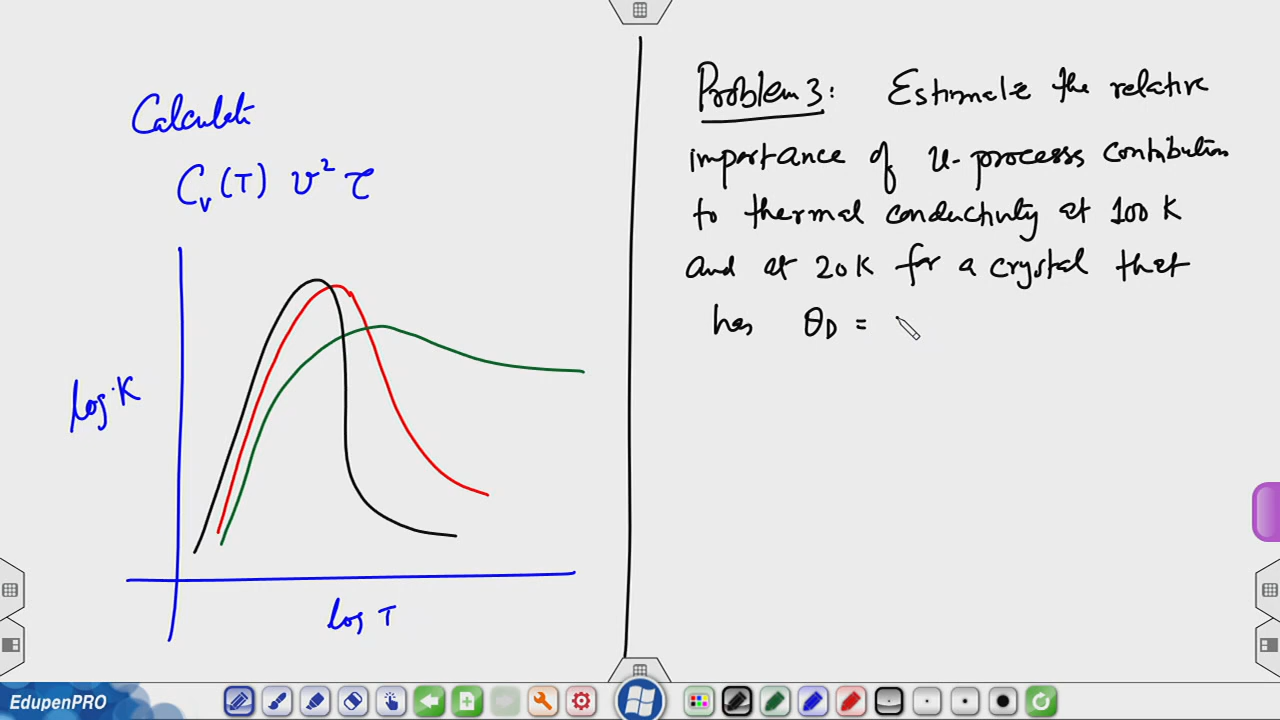 Calculate
Cv(T) v² τ
log K
log T
Problem 3: Estimate the relative
importance of U-process contribution
to thermal conductivity at 100 K
and at 20 K for a crystal that
has θD =
EdupenPRO